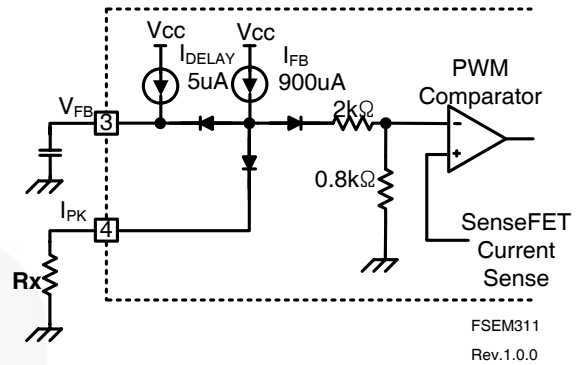 Vcc
Vcc
IDELAY
5uA
IFB
900uA
PWM
Comparator
VFB
3
2kΩ
−
+
0.8kΩ
IPK
4
SenseFET
Current
Sense
Rx
FSEM311
Rev.1.0.0